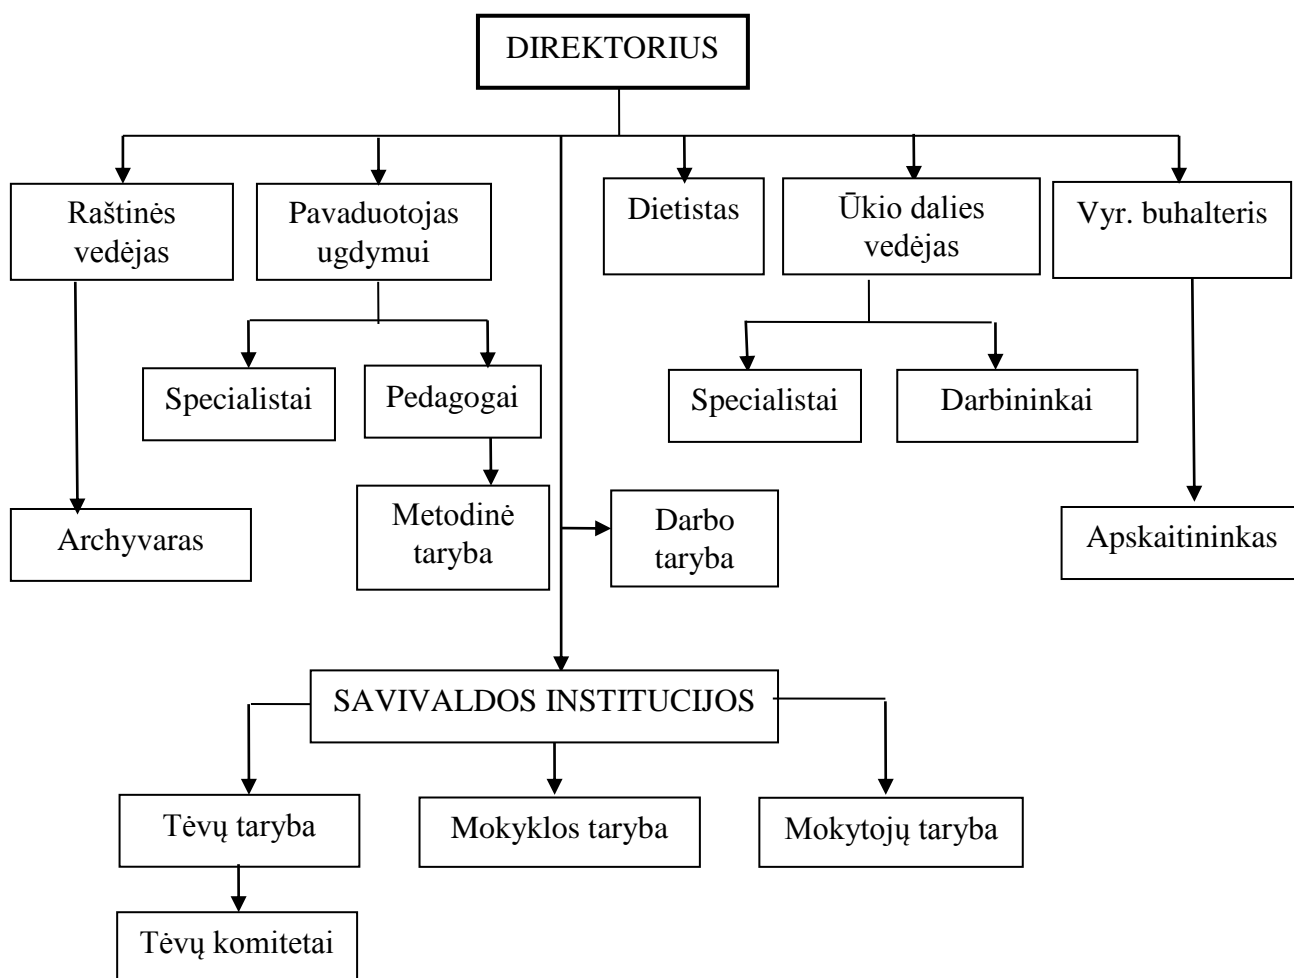 DIREKTORIUS
Raštinės
vedėjas
Pavaduotojas
ugdymui
Dietistas
Ūkio dalies
vedėjas
Vyr. buhalteris
Specialistai
Pedagogai
Specialistai
Darbininkai
Archyvaras
Metodinė
taryba
Darbo
taryba
Apskaitininkas
SAVIVALDOS INSTITUCIJOS
Tėvų taryba
Mokyklos taryba
Mokytojų taryba
Tėvų komitetai